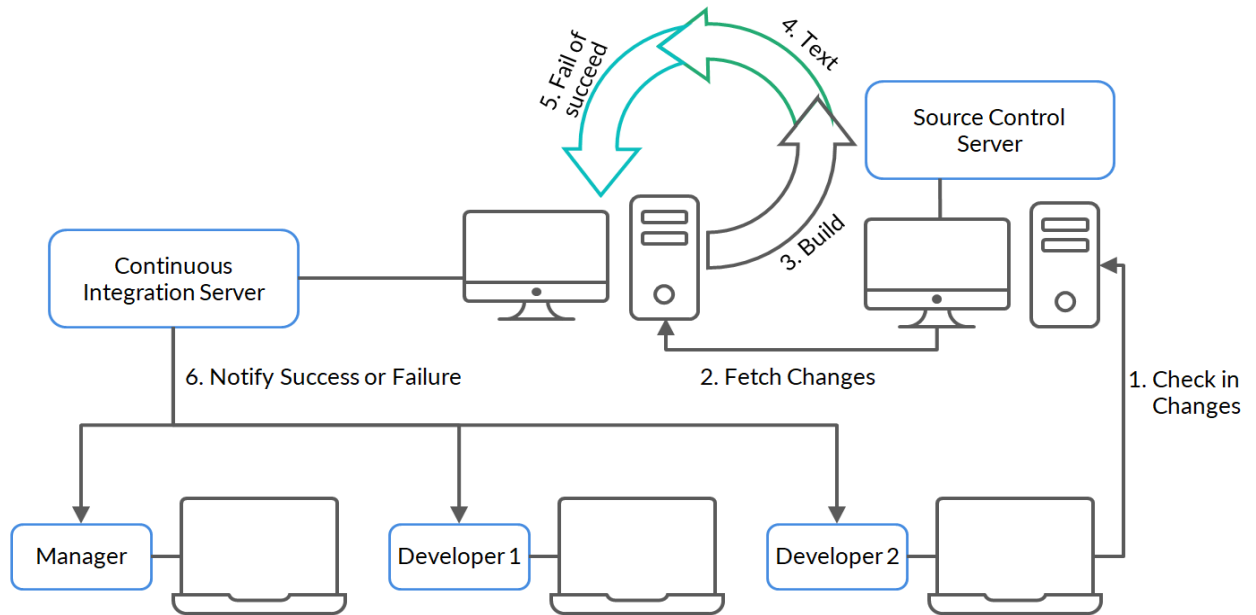 4. Text
5. Fail of
succeed
Source Control
Server
3. Build
Continuous
Integration Server
6. Notify Success or Failure
2. Fetch Changes
1. Check in
Changes
Manager
Developer 1
Developer 2